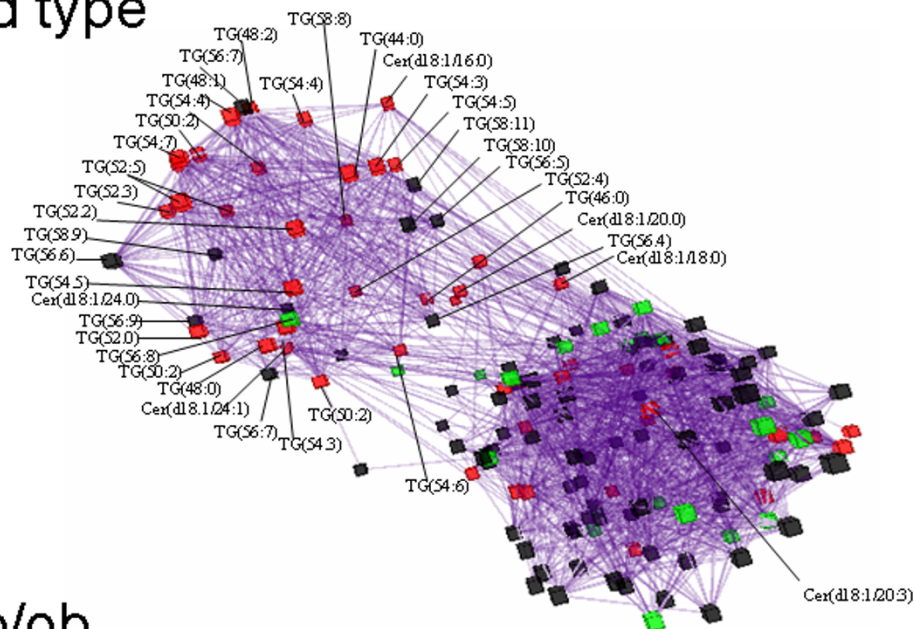 d type
TG(58:8)
TG(48:2)
TG(44:0)
TG(56:7)
Cer(d18:1/16:0)
TG(48:1)
TG(54:4)
TG(54:3)
TG(54:4)
TG(54:5)
TG(50:2)
TG(58:11)
TG(54:7)
TG(58:10)
TG(52:5)
TG(56:5)
TG(52:3)
TG(52:4)
TG(52:2)
TG(46:0)
TG(58:9)
Cer(d18:1/20:0)
TG(56:6)
TG(56:4)
Cer(d18:1/18:0)
TG(54:5)
Cer(d18:1/24:0)
TG(56:9)
TG(52:0)
TG(56:8)
TG(50:2)
TG(48:0)
Cer(d18:1/24:1)
TG(50:2)
TG(56:7)
TG(54:3)
TG(54:6)
Cer(d18:1/20:3)